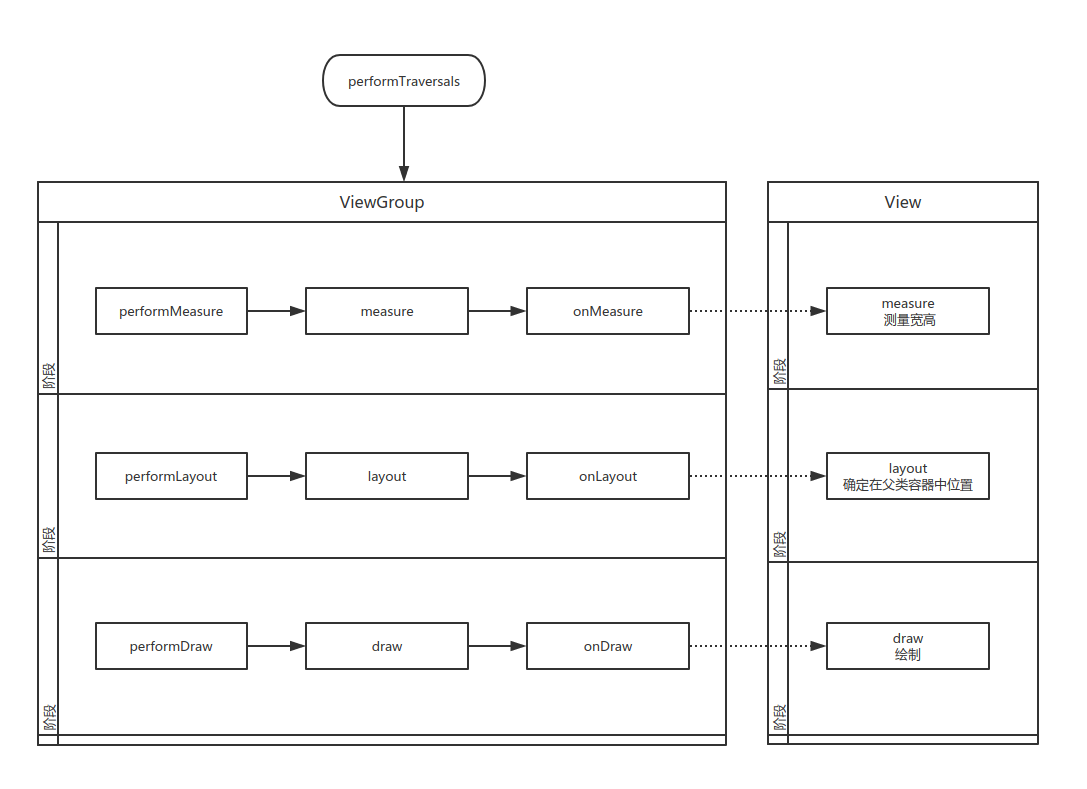 performTraversals
ViewGroup
View
performMeasure
measure
onMeasure
measure
测量宽高
阶段
阶段
performLayout
layout
onLayout
layout
确定在父类容器中位置
阶段
阶段
performDraw
draw
onDraw
draw
绘制
阶段
阶段